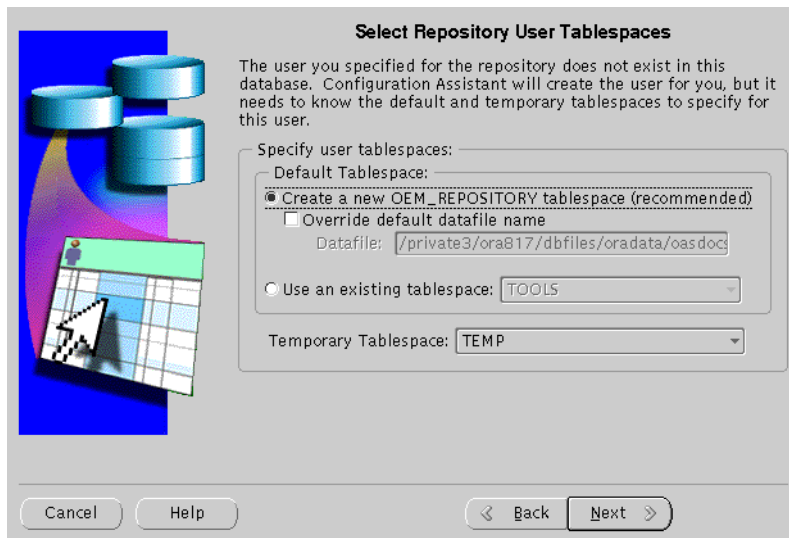 Select Repository User Tablespaces
The user you specified for the repository does not exist in this
database. Configuration Assistant will create the user for you, but it
needs to know the default and temporary tablespaces to specify for
this user.
Specify user tablespaces:
Default Tablespace:
Create a new OEM_REPOSITORY tablespace (recommended)
Override default datafile name
Datafile: /private3/ora817/dbfiles/oradata/oasdocs
Use an existing tablespace: TOOLS
Temporary Tablespace: TEMP
Cancel Help Back Next